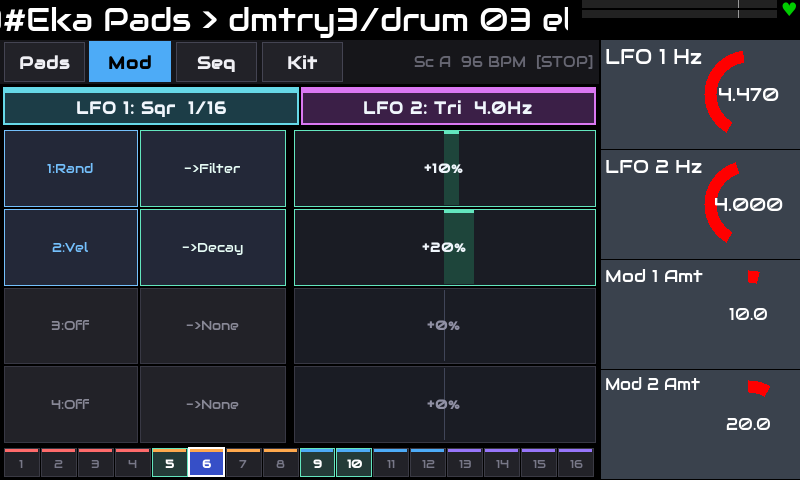 #Eka Pads > dmtry3/drum 03 el
Pads Mod Seq Kit Sc A 96 BPM [STOP]
LFO 1: Sqr 1/16 LFO 2: Tri 4.0Hz
1:Rand ->Filter +10%
2:Vel ->Decay +20%
3:Off ->None +0%
4:Off ->None +0%
1 2 3 4 5 6 7 8 9 10 11 12 13 14 15 16
LFO 1 Hz
4.470
LFO 2 Hz
4.000
Mod 1 Amt
10.0
Mod 2 Amt
20.0